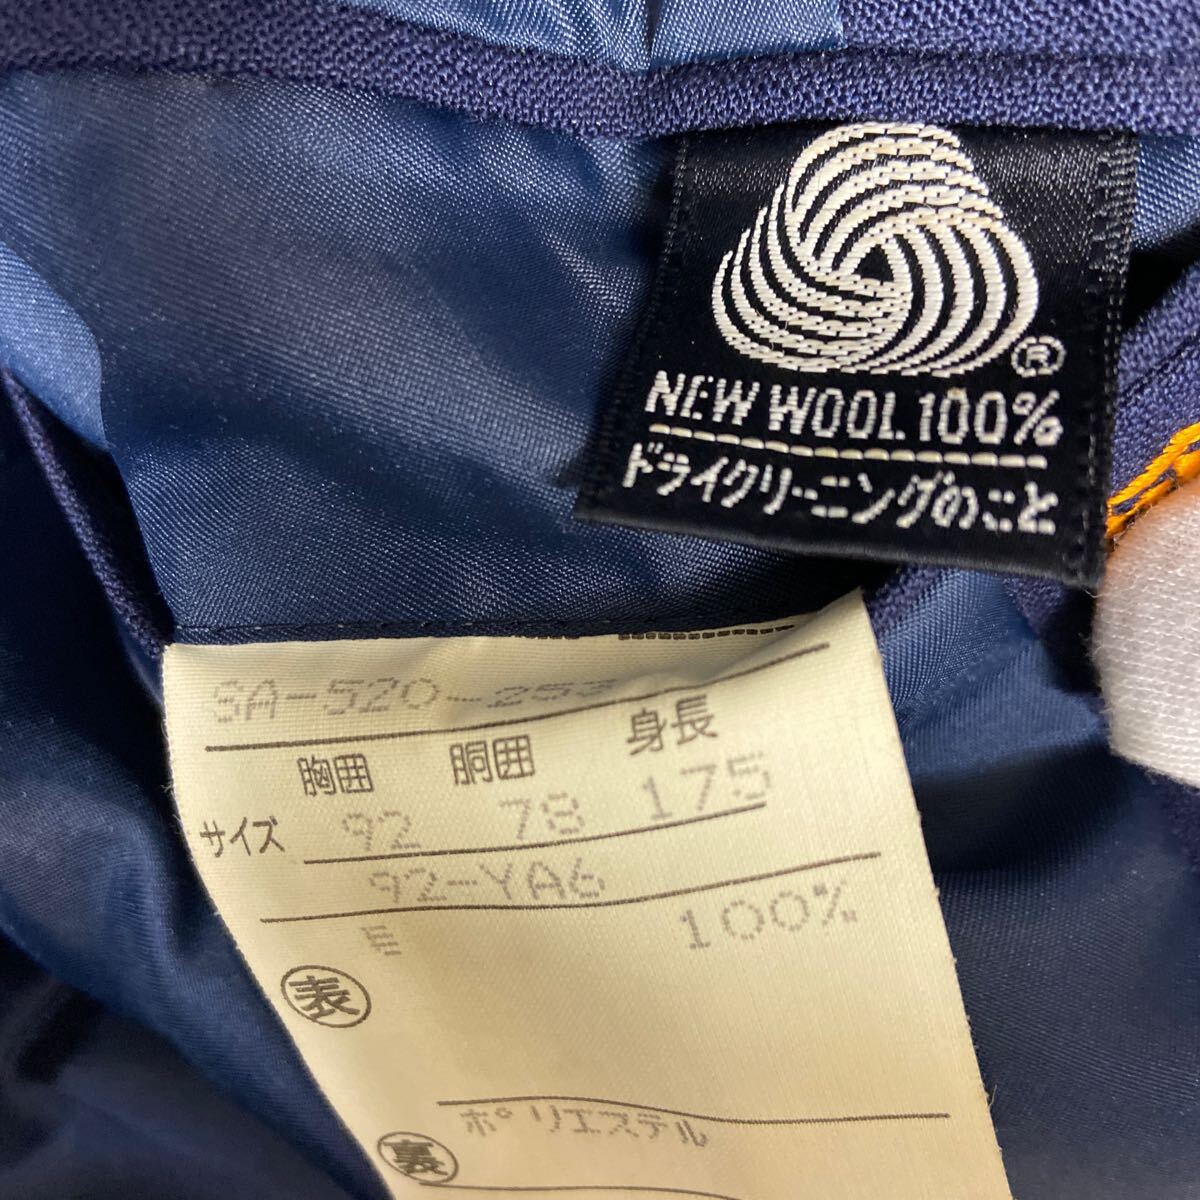 ®
NEW WOOL 100%
ドライクリーニングのこと
SA-520-253
胸囲 胴囲 身長
サイズ 92 78 175
92-YA6
毛 100%
表
ポリエステル
裏